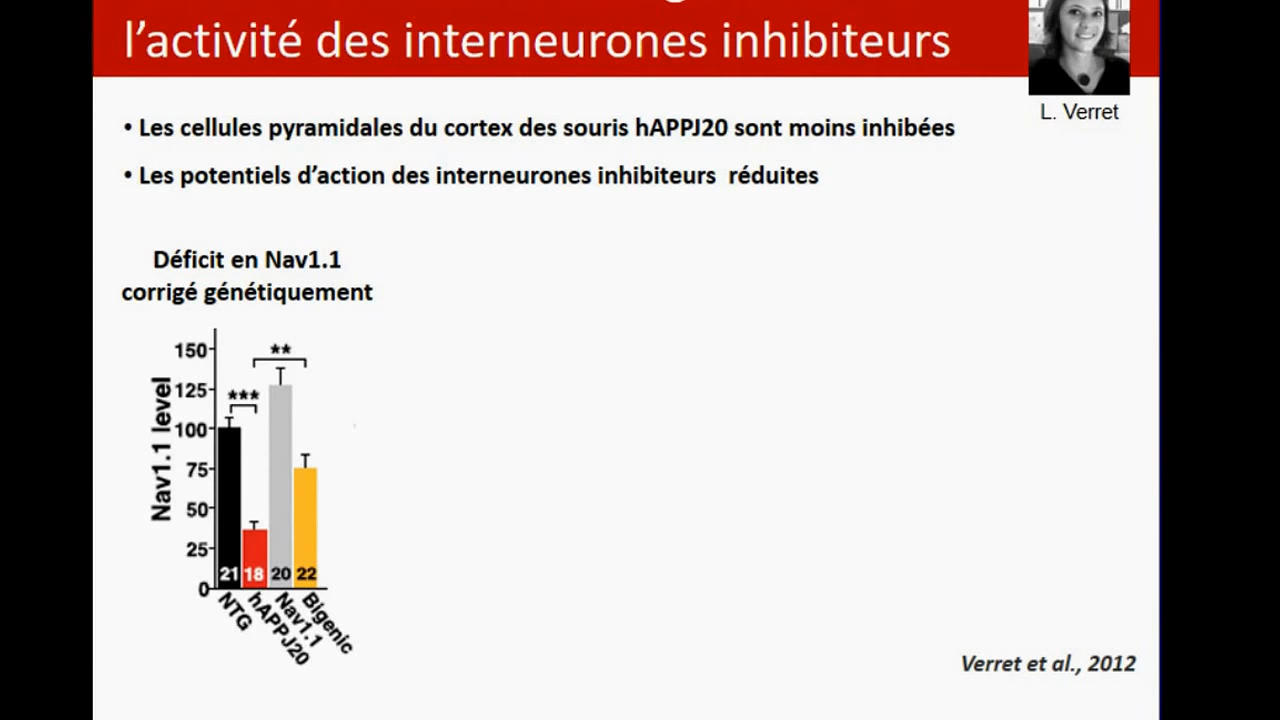 l’activité des interneurones inhibiteurs
L. Verret
• Les cellules pyramidales du cortex des souris hAPPJ20 sont moins inhibées
• Les potentiels d’action des interneurones inhibiteurs  réduites
Déficit en Nav1.1
corrigé génétiquement
Nav1.1 level
150
125
100
75
50
25
0
***
**
21
18
20
22
NTG
hAPPJ20
Nav1.1
Bigenic
Verret et al., 2012